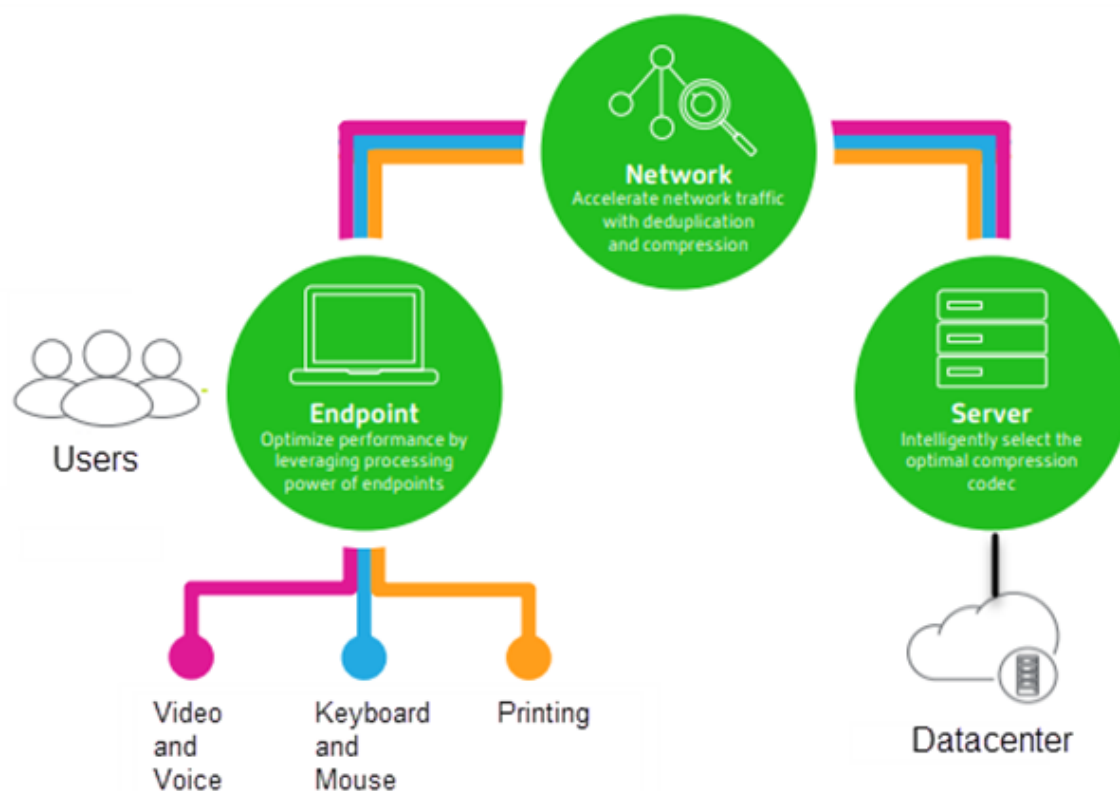 Network
Accelerate network traffic
with deduplication
and compression
Endpoint
Optimize performance by
leveraging processing
power of endpoints
Server
Intelligently select the
optimal compression
codec
Users
Video
and
Voice
Keyboard
and
Mouse
Printing
Datacenter